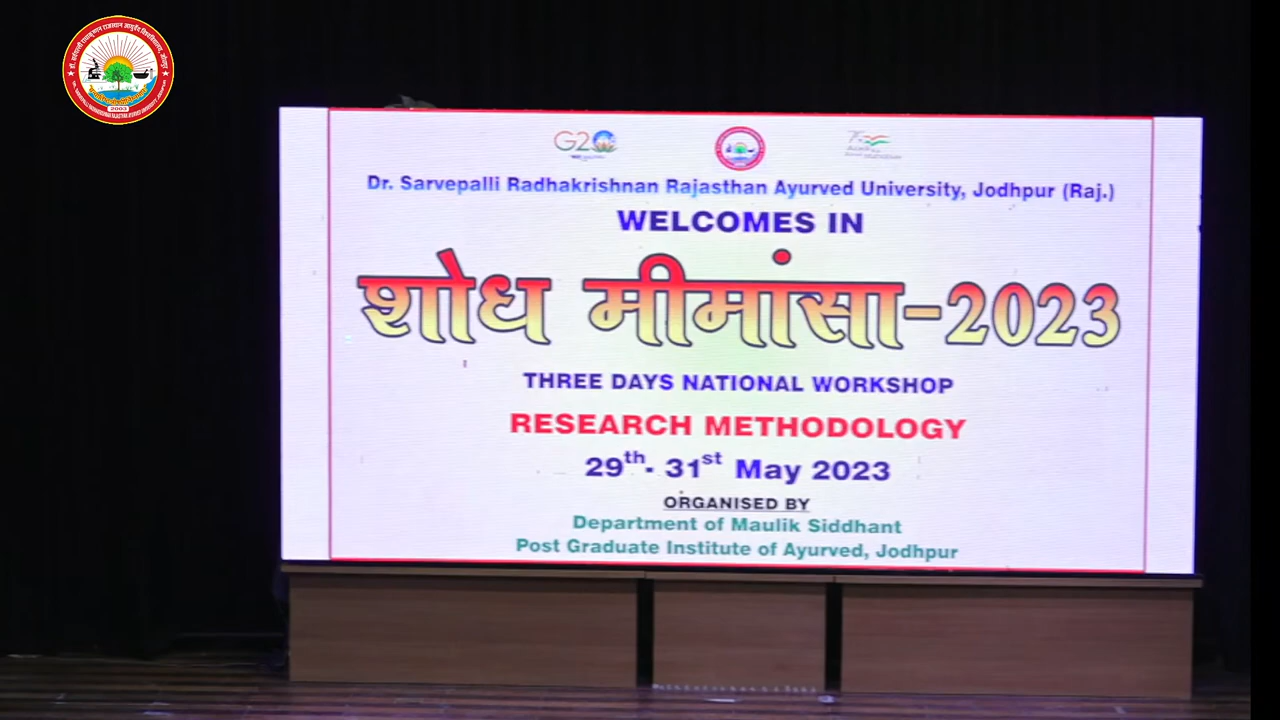 2003
G20
Dr. Sarvepalli Radhakrishnan Rajasthan Ayurved University, Jodhpur (Raj.)
WELCOMES IN
शोध मीमांसा-2023
THREE DAYS NATIONAL WORKSHOP
RESEARCH METHODOLOGY
29th- 31st May 2023
ORGANISED BY
Department of Maulik Siddhant
Post Graduate Institute of Ayurved, Jodhpur